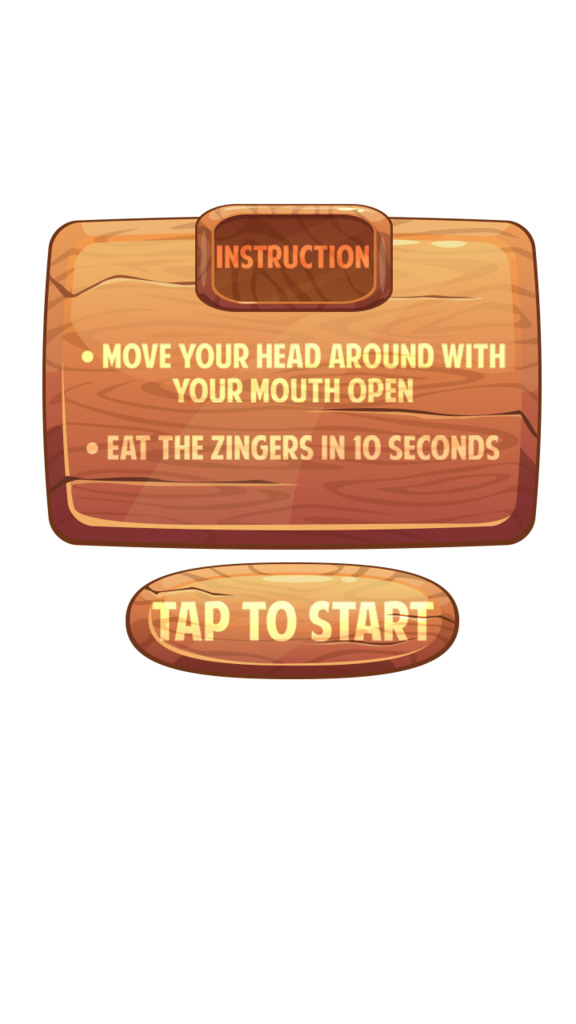 INSTRUCTION
• MOVE YOUR HEAD AROUND WITH
YOUR MOUTH OPEN
• EAT THE ZINGERS IN 10 SECONDS
TAP TO START